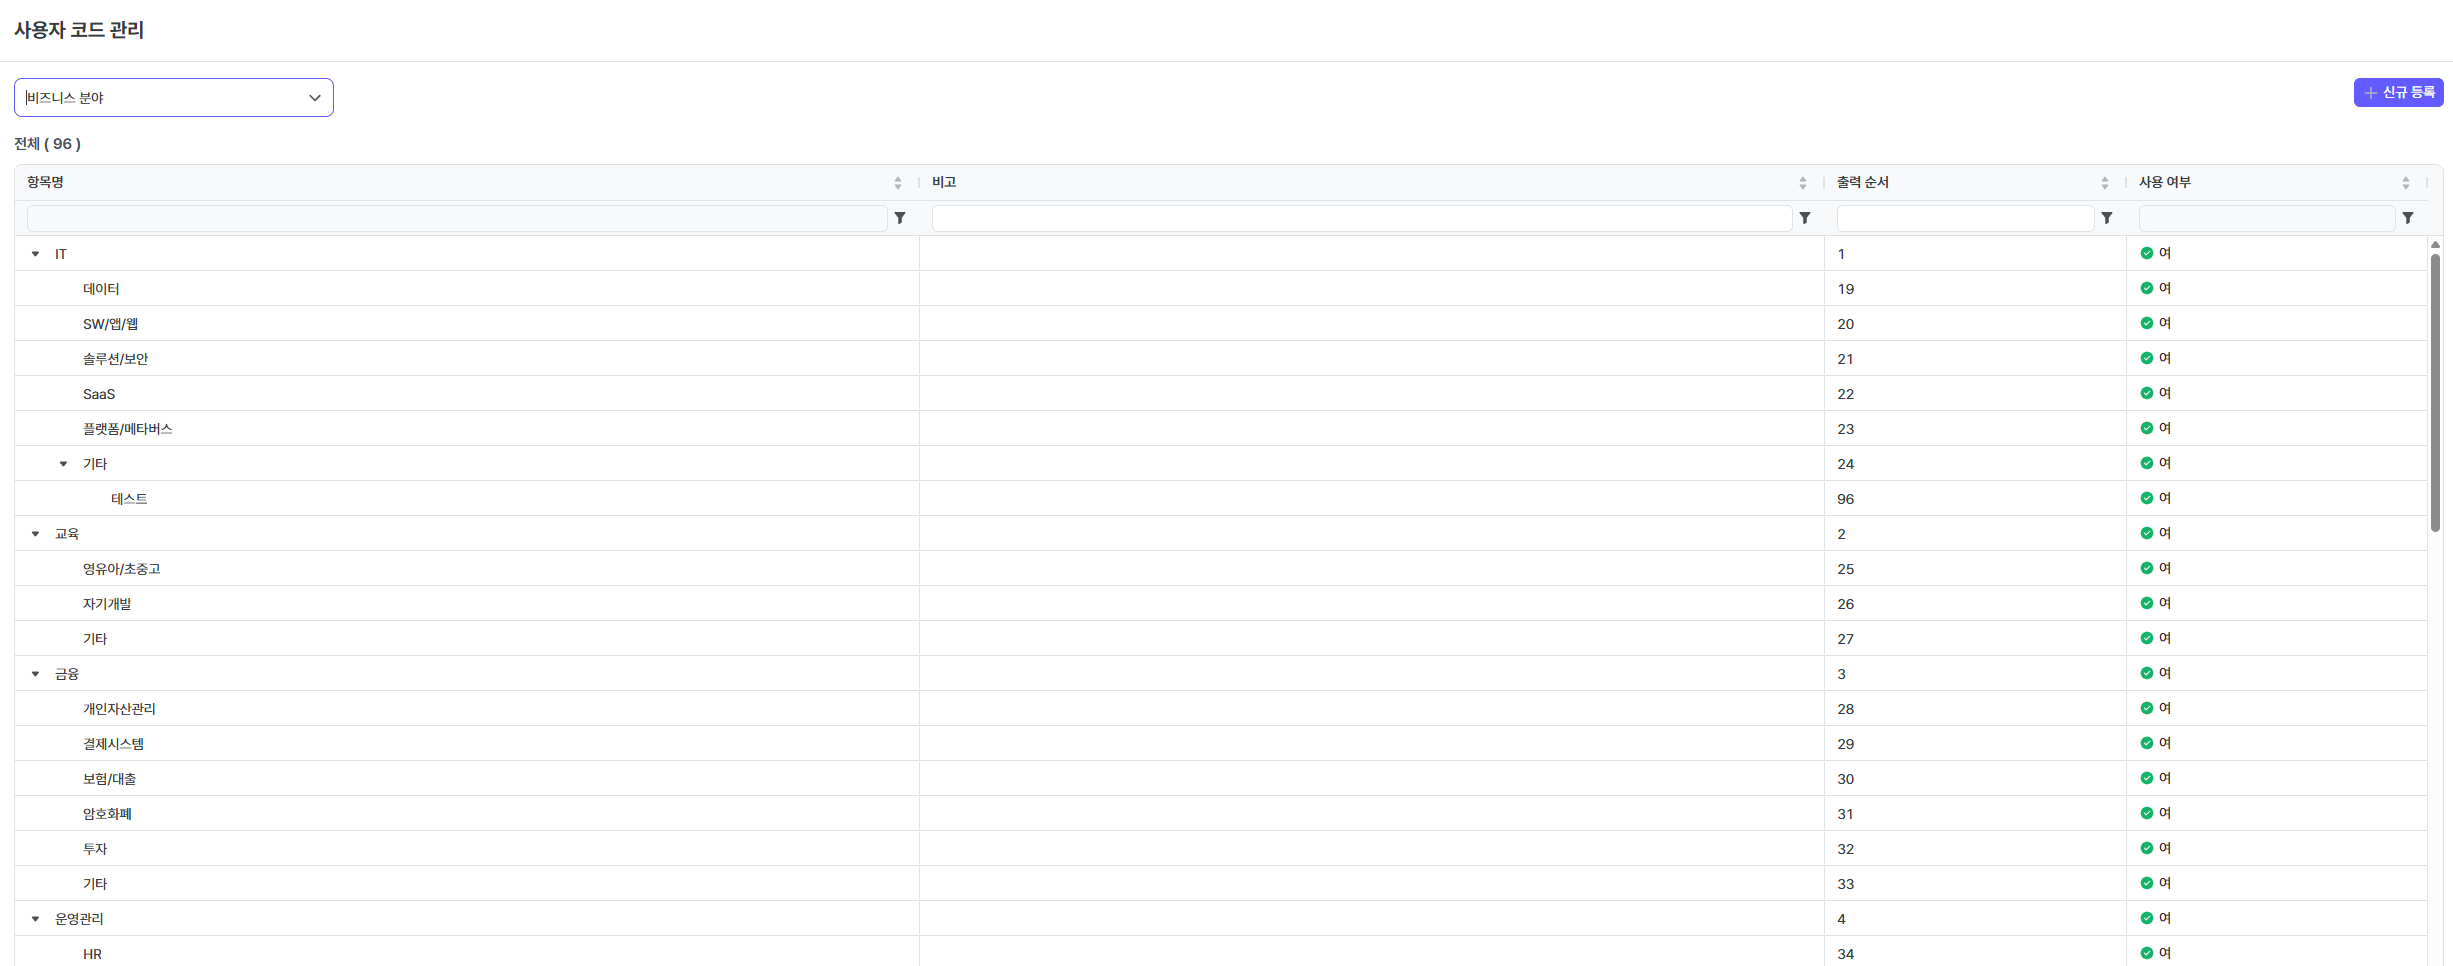 사용자 코드 관리
비즈니스 분야
신규 등록
전체 ( 96 )
항목명 비고 출력 순서 사용 여부
IT 1 여
데이터 19 여
SW/앱/웹 20 여
솔루션/보안 21 여
SaaS 22 여
플랫폼/메타버스 23 여
기타 24 여
테스트 96 여
교육 2 여
영유아/초중고 25 여
자기개발 26 여
기타 27 여
금융 3 여
개인자산관리 28 여
결제시스템 29 여
보험/대출 30 여
암호화폐 31 여
투자 32 여
기타 33 여
운영관리 4 여
HR 34 여